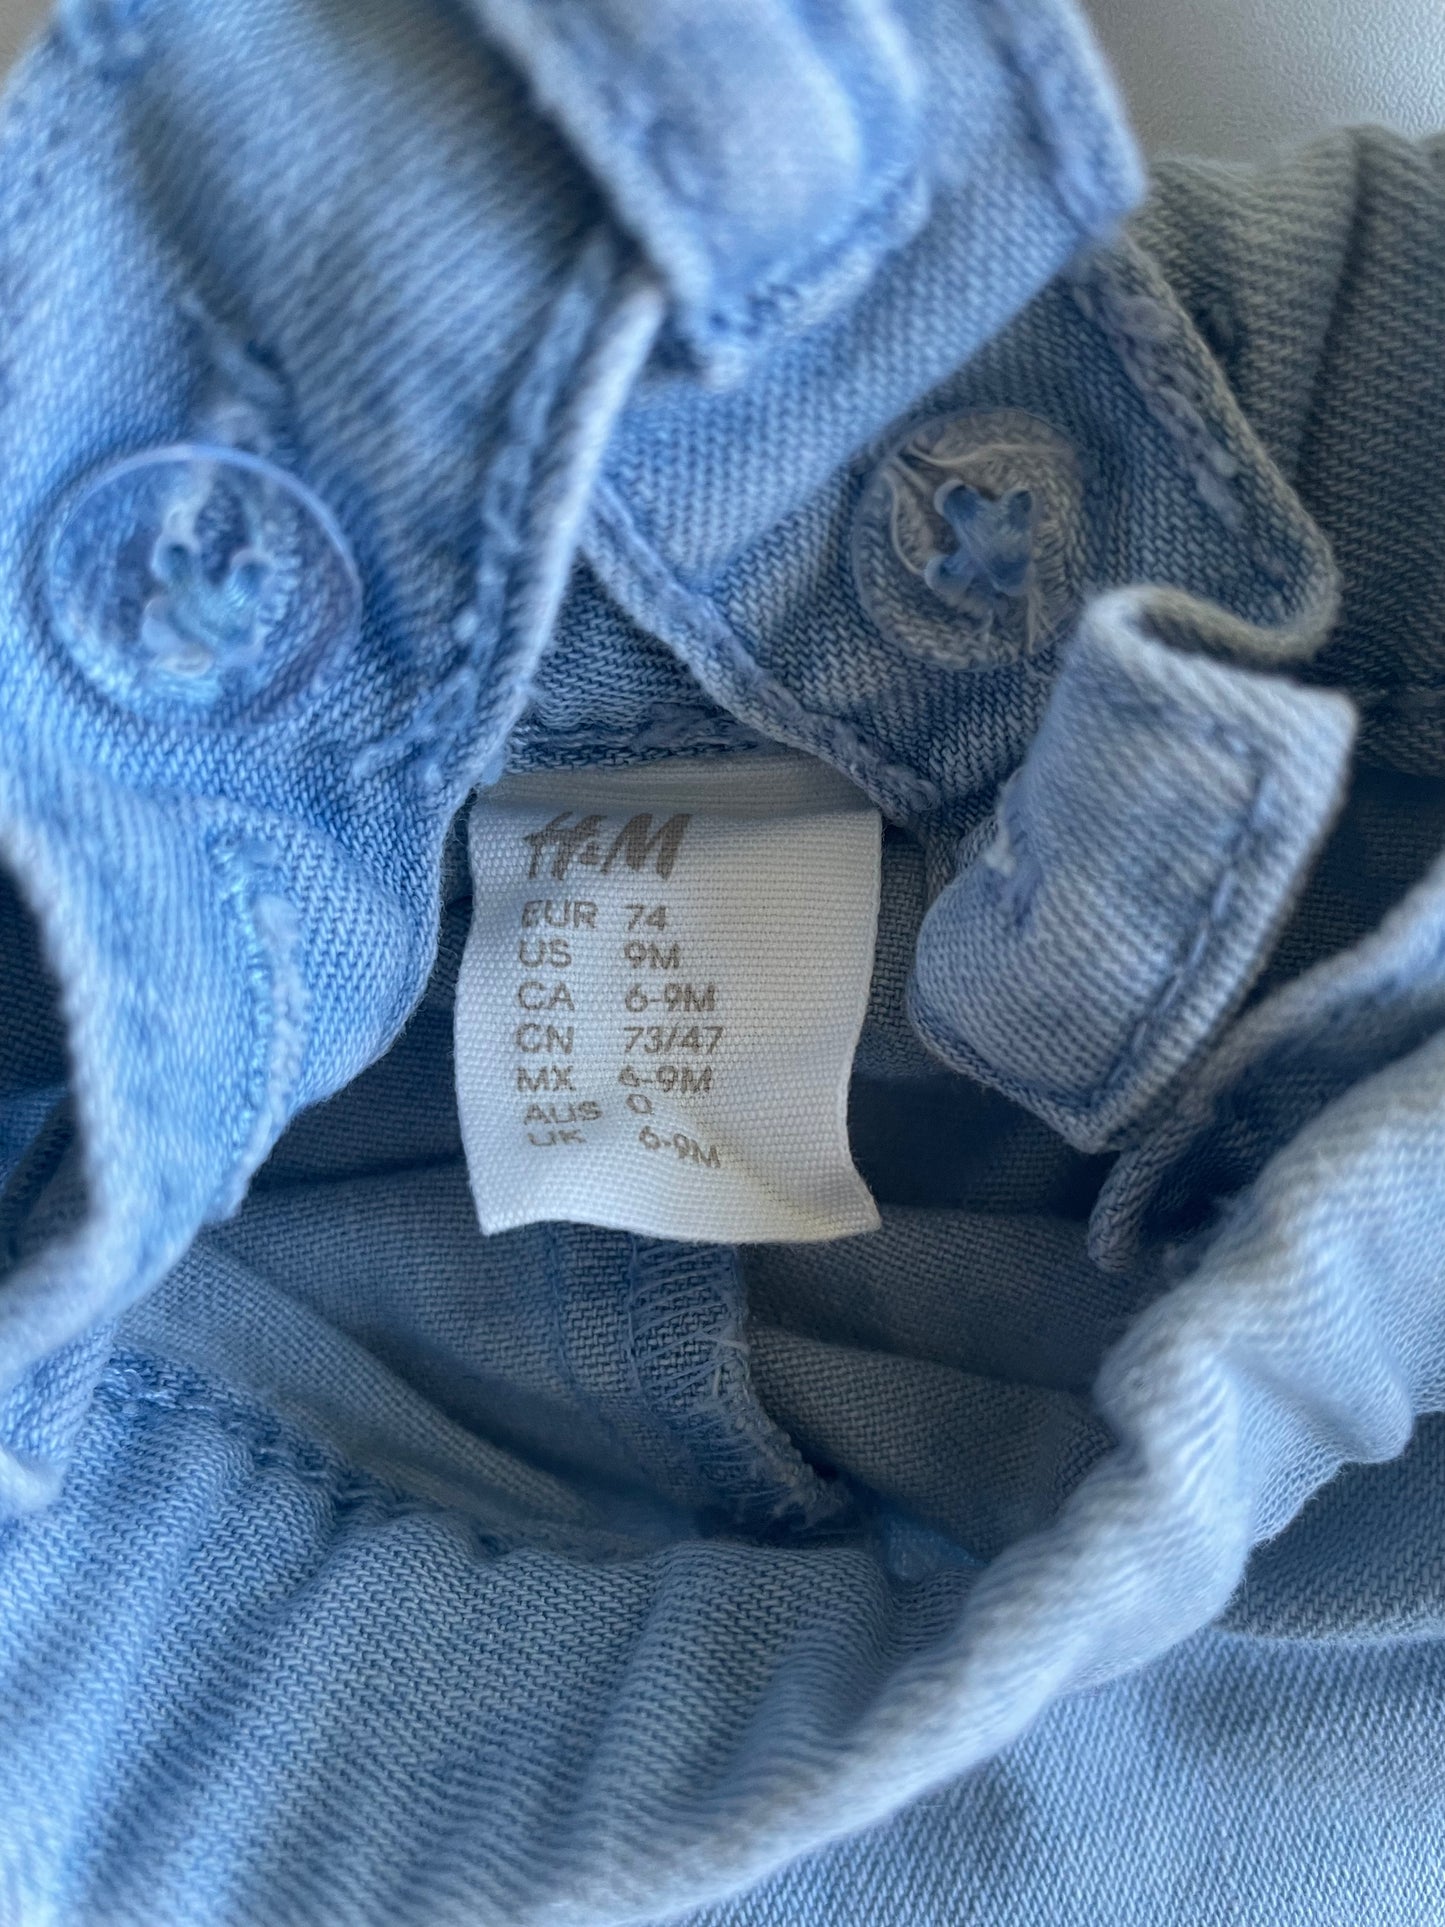 H&M
EUR 74
US 9M
CA 6-9M
CN 73/47
MX 6-9M
AUS 0
UK 6-9M